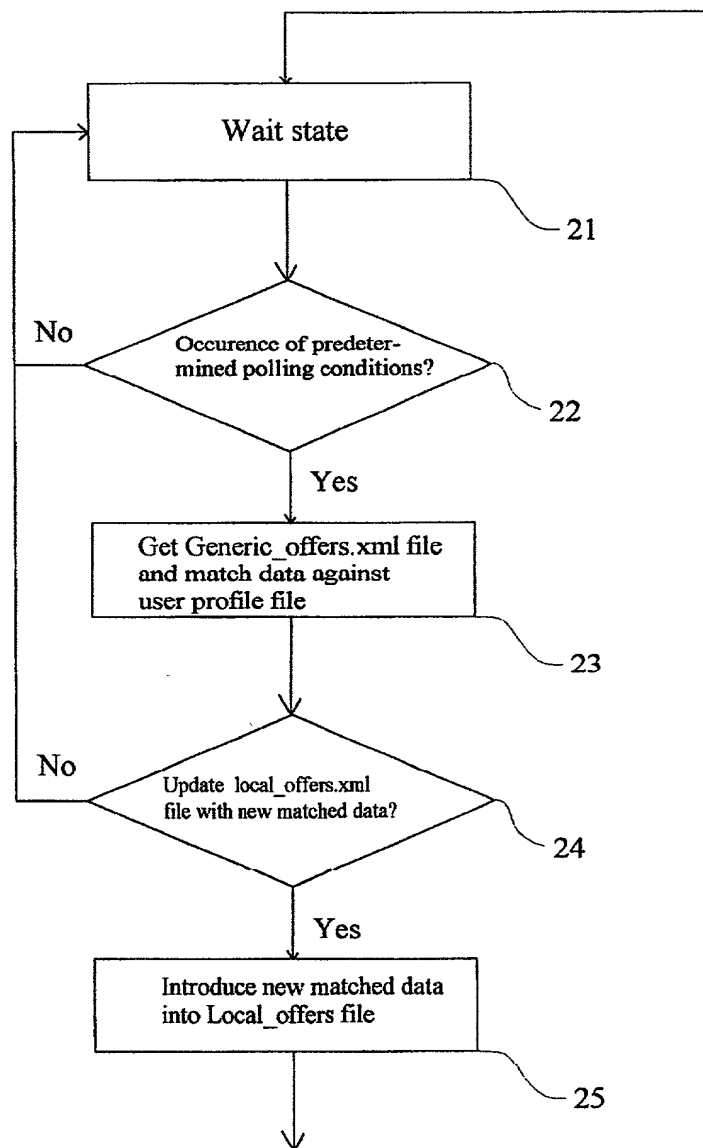 Wait state
21
No
Occurence of predeter-
mined polling conditions?
22
Yes
Get Generic_offers.xml file
and match data against
user profile file
23
No
Update local_offers.xml
file with new matched data?
24
Yes
Introduce new matched data
into Local_offers file
25